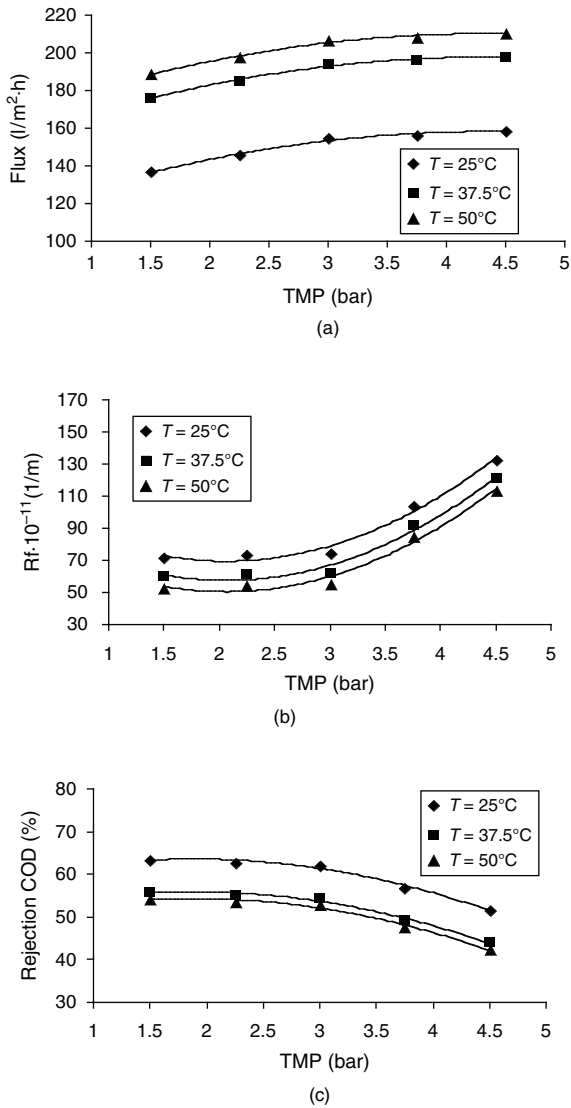 220
200
180
160
140
120
100
Flux (l/m²·h)
T = 25°C
T = 37.5°C
T = 50°C
1 1.5 2 2.5 3 3.5 4 4.5 5
TMP (bar)
(a)
170
150
130
110
90
70
50
30
Rf·10⁻¹¹(1/m)
T = 25°C
T = 37.5°C
T = 50°C
1 1.5 2 2.5 3 3.5 4 4.5 5
TMP (bar)
(b)
80
70
60
50
40
30
Rejection COD (%)
T = 25°C
T = 37.5°C
T = 50°C
1 1.5 2 2.5 3 3.5 4 4.5 5
TMP (bar)
(c)